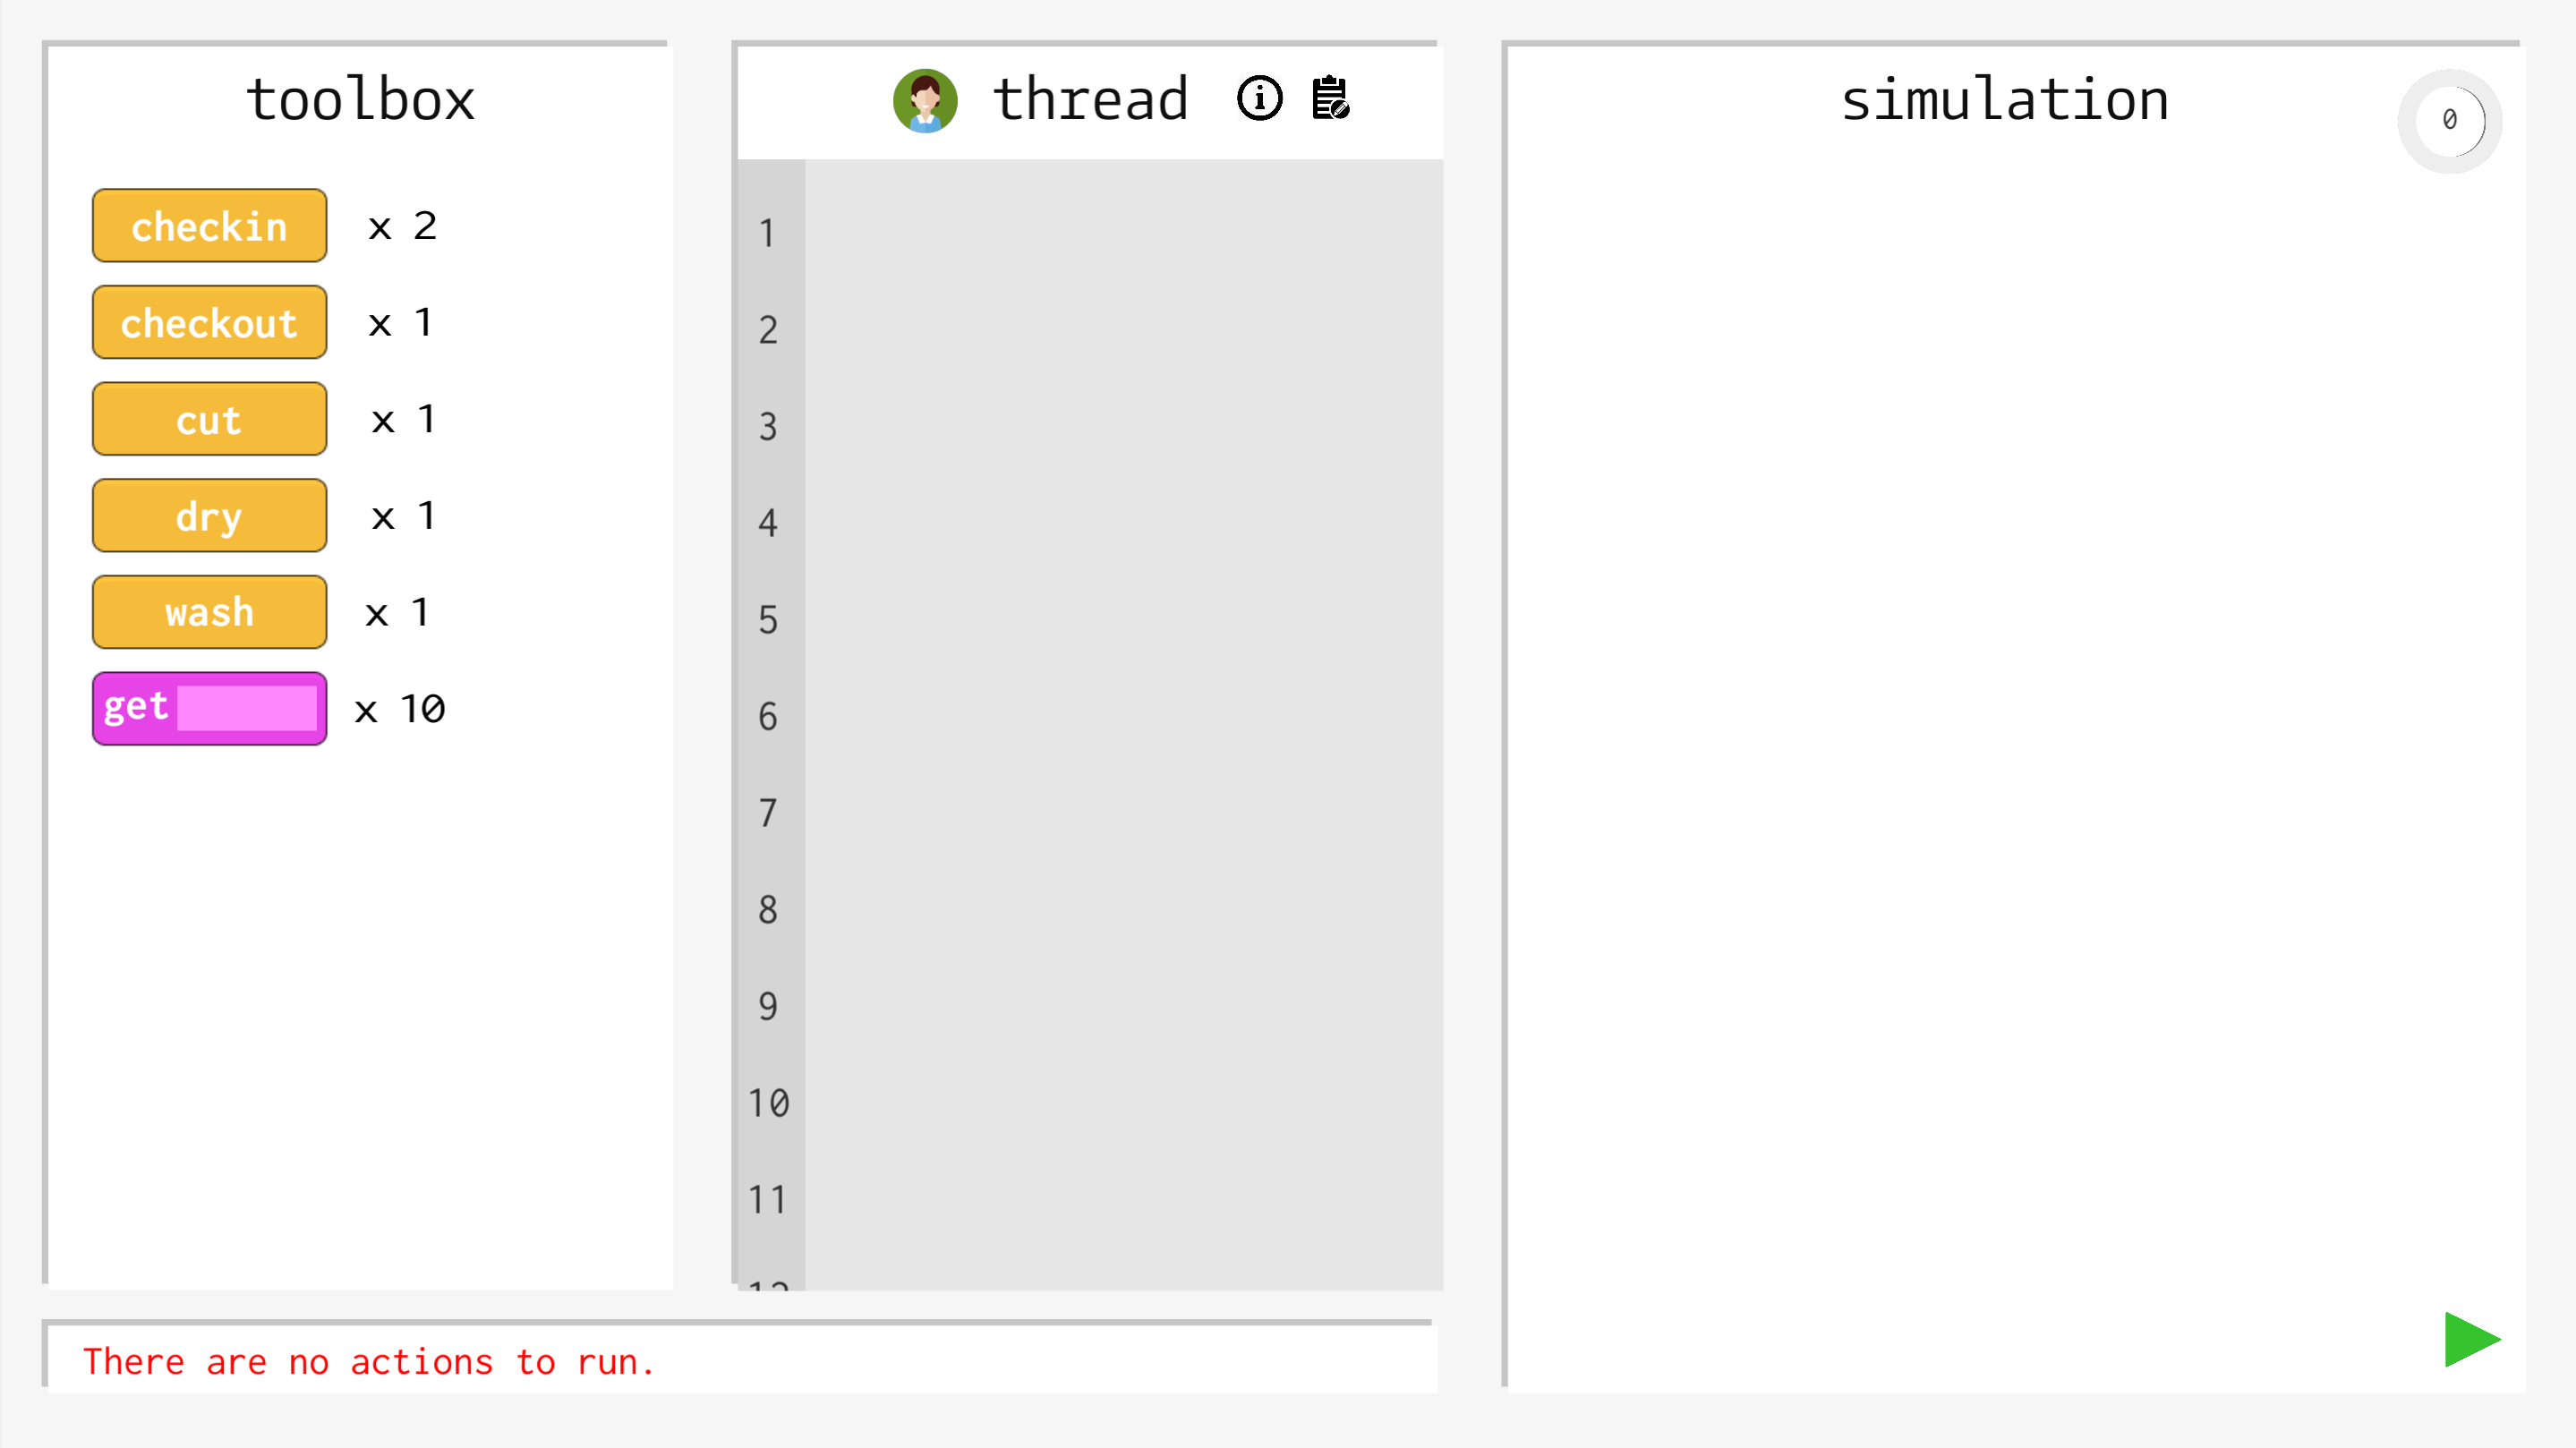 toolbox
checkin x 2
checkout x 1
cut x 1
dry x 1
wash x 1
get x 10
thread
1
2
3
4
5
6
7
8
9
10
11
12
There are no actions to run.
simulation
0